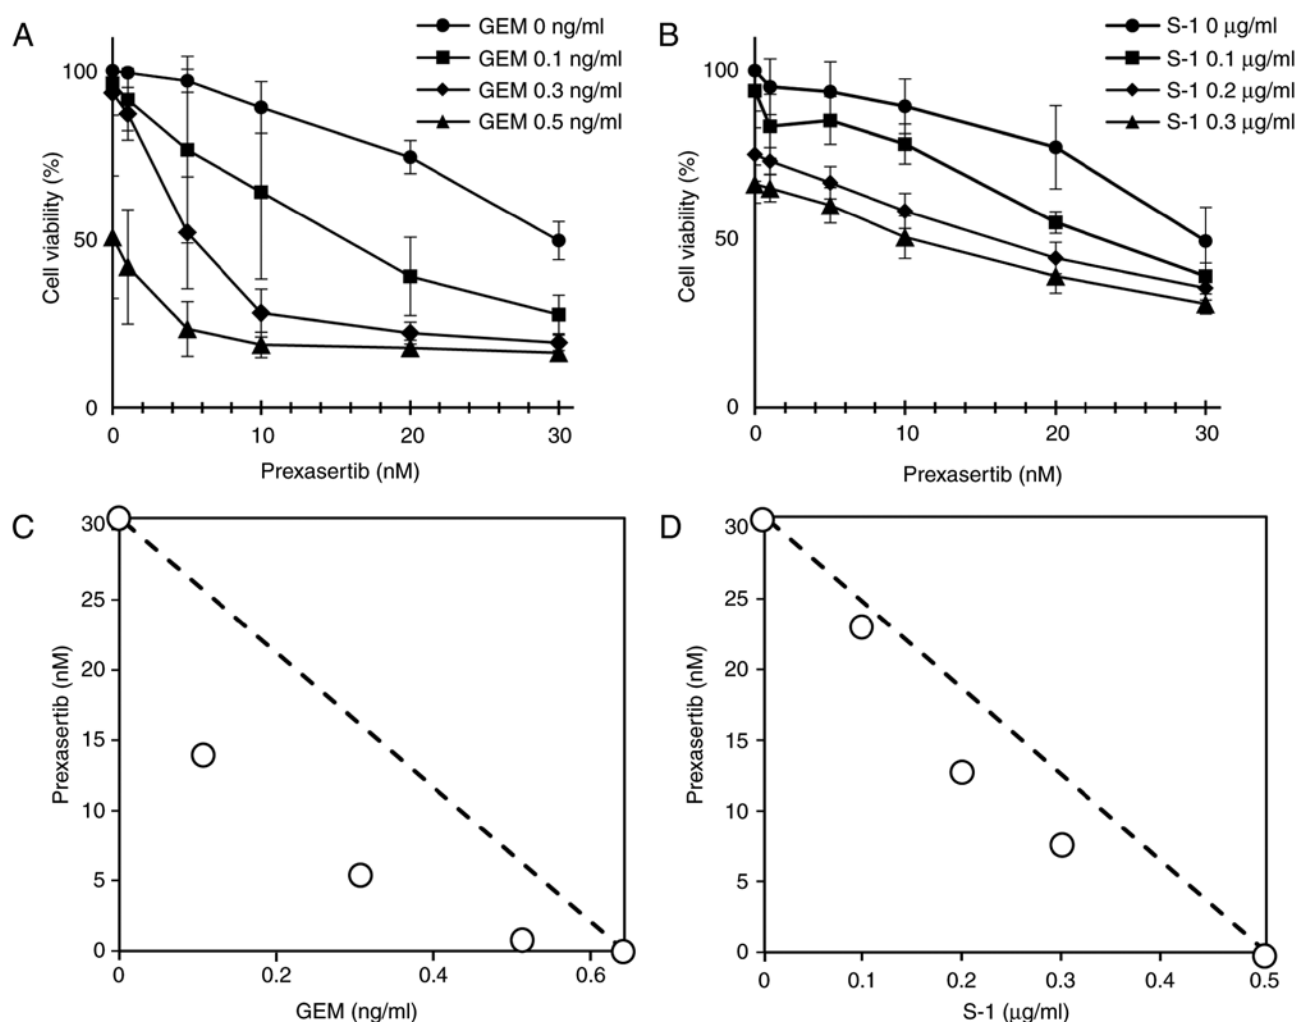 A
GEM 0 ng/ml
GEM 0.1 ng/ml
GEM 0.3 ng/ml
GEM 0.5 ng/ml
100
50
0
Cell viability (%)
0 10 20 30
Prexasertib (nM)
B
S-1 0 µg/ml
S-1 0.1 µg/ml
S-1 0.2 µg/ml
S-1 0.3 µg/ml
100
50
0
Cell viability (%)
0 10 20 30
Prexasertib (nM)
C
30
25
20
15
10
5
0
Prexasertib (nM)
0 0.2 0.4 0.6
GEM (ng/ml)
D
30
25
20
15
10
5
0
Prexasertib (nM)
0 0.1 0.2 0.3 0.4 0.5
S-1 (µg/ml)